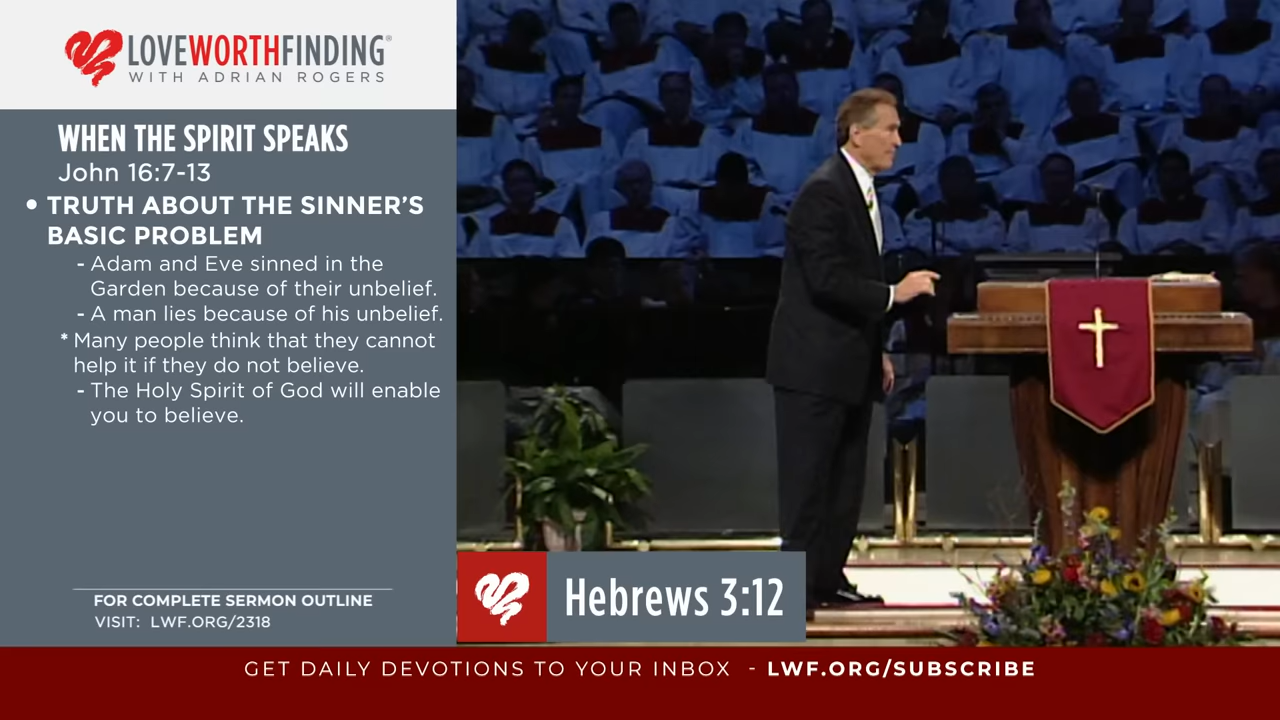 LOVEWORTHFINDING®
WITH ADRIAN ROGERS
WHEN THE SPIRIT SPEAKS
John 16:7-13
• TRUTH ABOUT THE SINNER'S
BASIC PROBLEM
- Adam and Eve sinned in the
Garden because of their unbelief.
- A man lies because of his unbelief.
* Many people think that they cannot
help it if they do not believe.
- The Holy Spirit of God will enable
you to believe.
FOR COMPLETE SERMON OUTLINE
VISIT: LWF.ORG/2318
Hebrews 3:12
GET DAILY DEVOTIONS TO YOUR INBOX - LWF.ORG/SUBSCRIBE